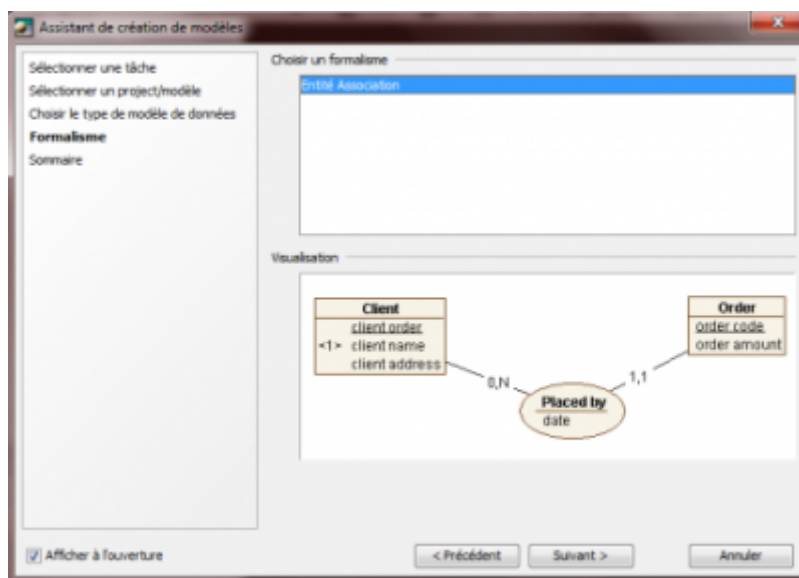 Assistant de création de modèles
Sélectionner une tâche
Sélectionner un project/modèle
Choisir le type de modèle de données
Formalisme
Sommaire
Choisir un formalisme
Entité Association
Visualisation
Client
client order
<1> client name
client address
0,N
Placed by
date
1,1
Order
order code
order amount
Afficher à l'ouverture
< Précédent
Suivant >
Annuler